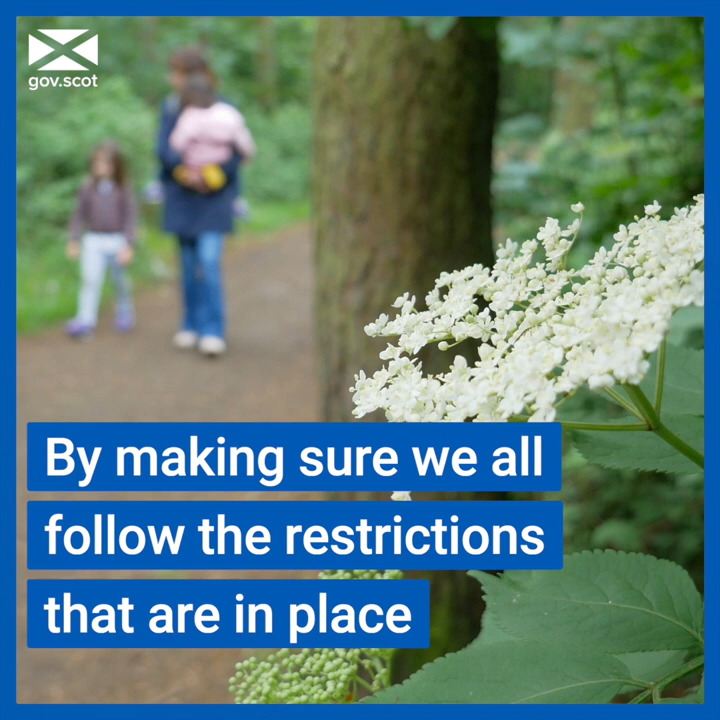 gov.scot
By making sure we all
follow the restrictions
that are in place